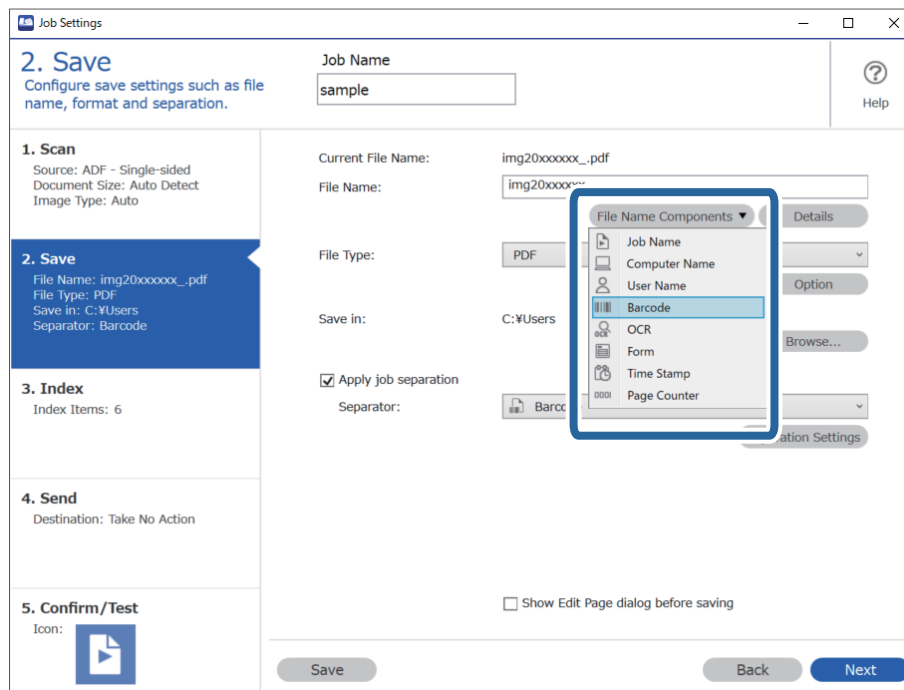 Job Settings
2. Save
Configure save settings such as file
name, format and separation.
Job Name
sample
Help
1. Scan
Source: ADF - Single-sided
Document Size: Auto Detect
Image Type: Auto
2. Save
File Name: img20xxxxxx_.pdf
File Type: PDF
Save in: C:¥Users
Separator: Barcode
3. Index
Index Items: 6
4. Send
Destination: Take No Action
5. Confirm/Test
Icon:
Current File Name: img20xxxxxx_.pdf
File Name: img20xxxxxx
File Name Components ▼ Details
Job Name
Computer Name
User Name
Barcode
OCR
Form
Time Stamp
Page Counter
File Type: PDF
Option
Save in: C:¥Users
Browse...
Apply job separation
Separator: Barco
ation Settings
Show Edit Page dialog before saving
Save Back Next